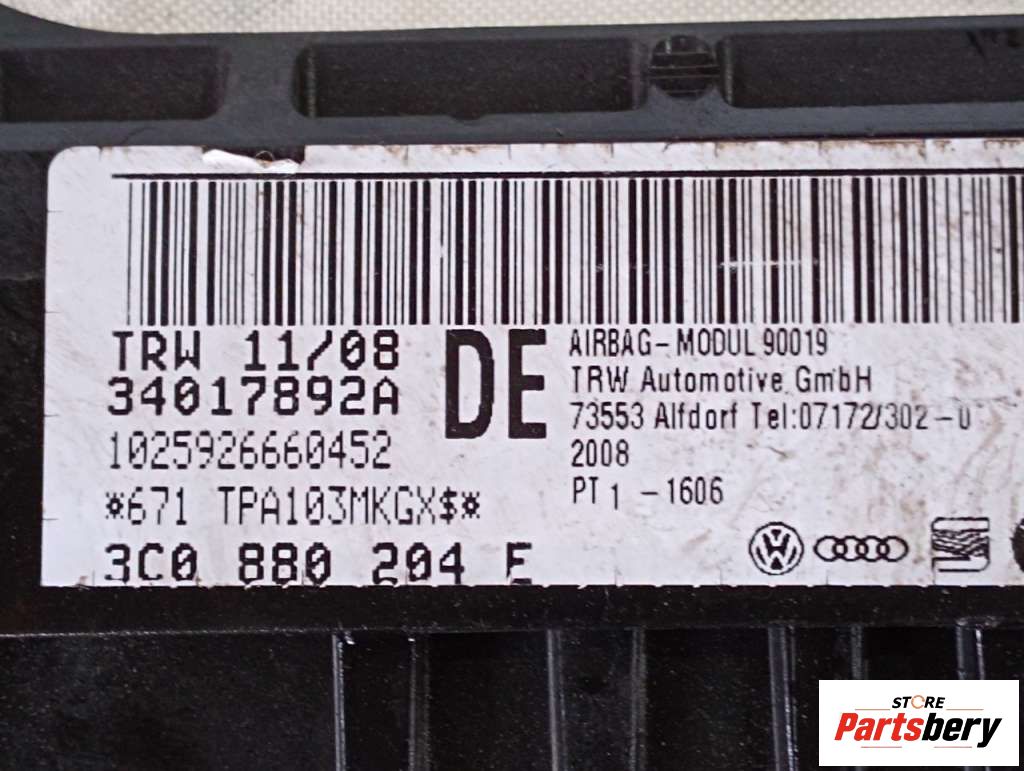 TRW 11/08
34017892A
1025926660452
*671 TPA103MKGX$*
3C0 880 204 E
DE
AIRBAG-MODUL 90019
TRW Automotive GmbH
73553 Alfdorf Tel:07172/302-0
2008
PT 1 -1606
STORE
Partsbery